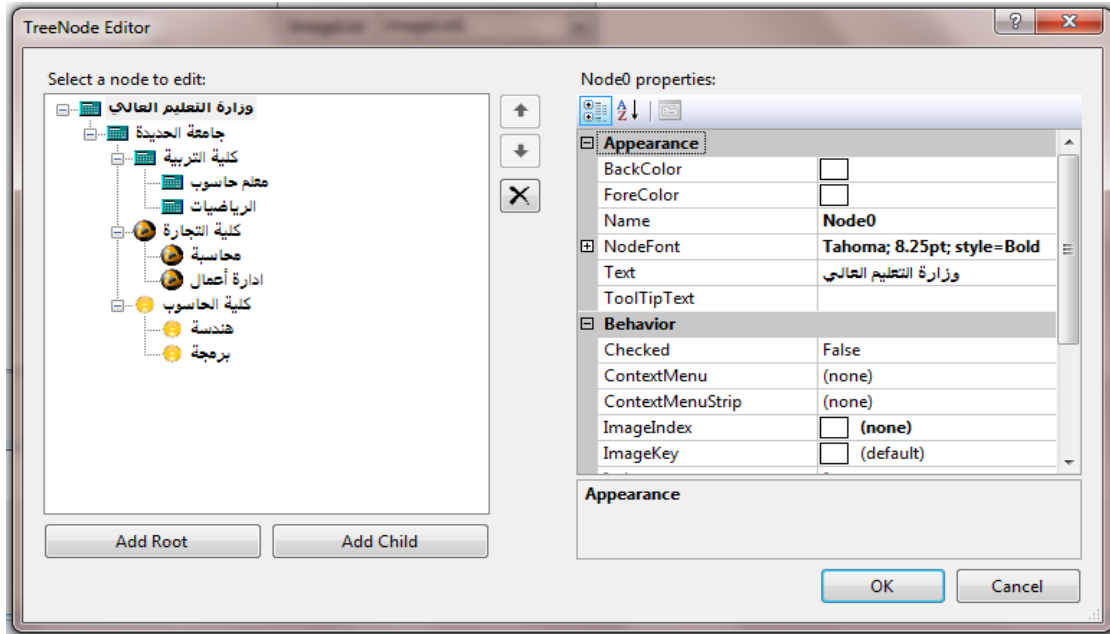 TreeNode Editor
Select a node to edit:
وزارة التعليم العالي
جامعة الحديدة
كلية التربية
معلم حاسوب
الرياضيات
كلية التجارة
محاسبة
ادارة أعمال
كلية الحاسوب
هندسة
برمجة
Add Root
Add Child
Node0 properties:
Appearance
BackColor
ForeColor
Name Node0
NodeFont Tahoma; 8.25pt; style=Bold
Text وزارة التعليم العالي
ToolTipText
Behavior
Checked False
ContextMenu (none)
ContextMenuStrip (none)
ImageIndex (none)
ImageKey (default)
Appearance
OK
Cancel